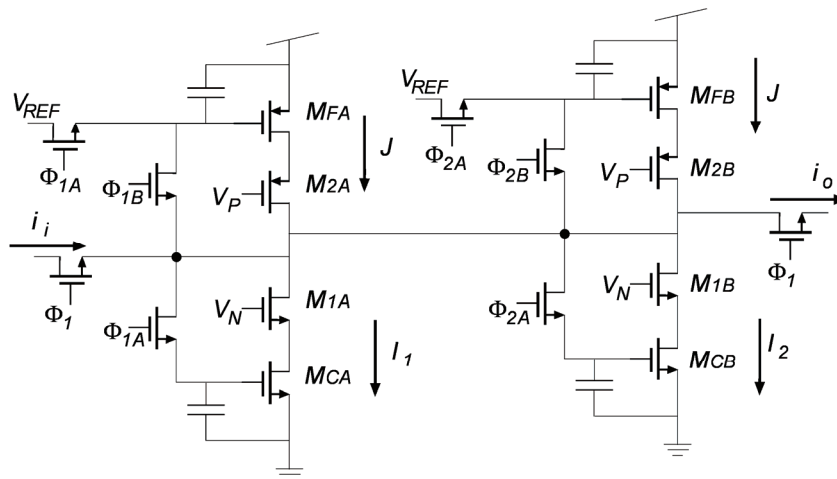 V_REF
Φ_1A
Φ_1B
M_FA
J
V_P
M_2A
i_i
Φ_1
Φ_1A
V_N
M_1A
I_1
M_CA
V_REF
Φ_2A
Φ_2B
M_FB
J
V_P
M_2B
i_o
Φ_1
Φ_2A
V_N
M_1B
I_2
M_CB